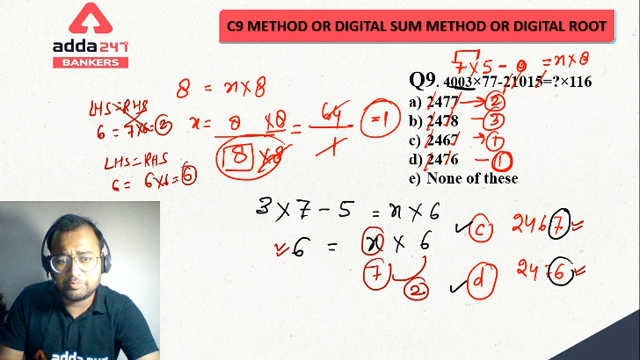 C9 METHOD OR DIGITAL SUM METHOD OR DIGITAL ROOT
adda247
BANKERS
7×5 - 0 = x×8
Q9. 4003×77-21015=?×116
a) 2477 → 2
b) 2478 - 3
c) 2467 → 1
d) 2476 - 1
e) None of these
8 = x×8
x = 8 ×8 = 64 = 1
8 ×8 1
LHS=RHS
6 = 7×6 = 2
LHS=RHS
6 = 6×6 = 6
3×7-5 = x×6
6 = x × 6
7 2
c 2467
d 2476